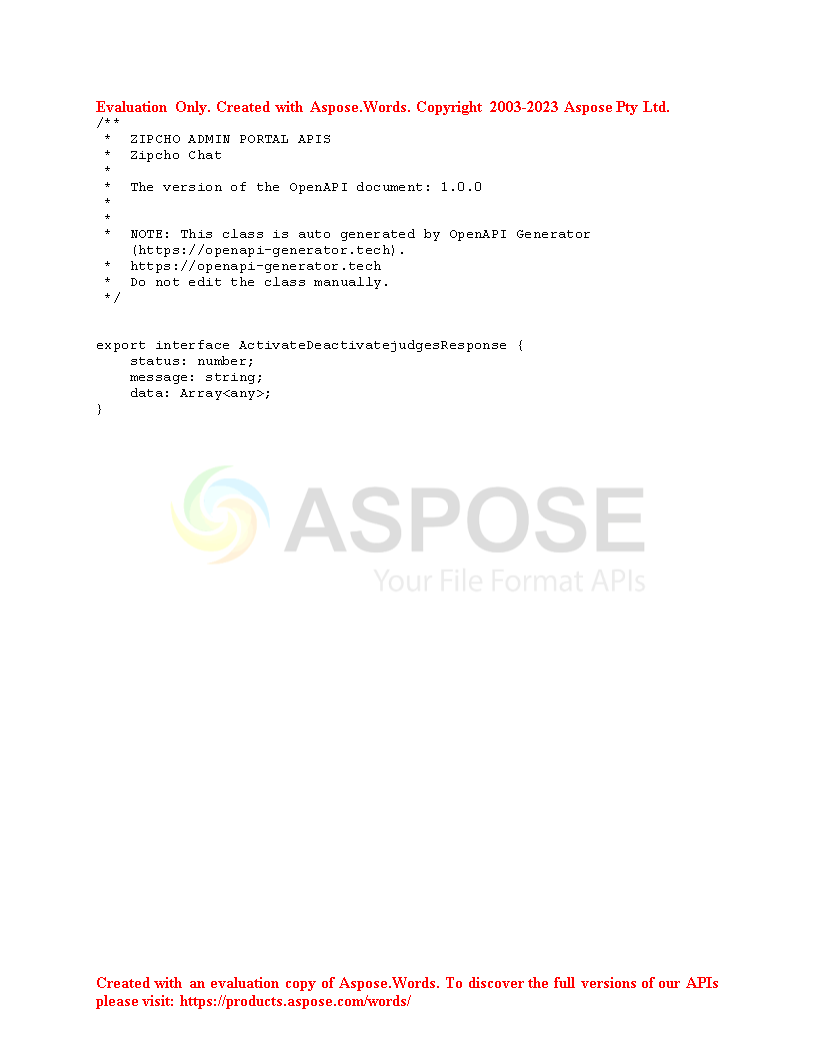 Evaluation Only. Created with Aspose.Words. Copyright 2003-2023 Aspose Pty Ltd.
/**
 *  ZIPCHO ADMIN PORTAL APIS
 *  Zipcho Chat
 *
 *  The version of the OpenAPI document: 1.0.0
 *
 *
 *  NOTE: This class is auto generated by OpenAPI Generator
    (https://openapi-generator.tech).
 *  https://openapi-generator.tech
 *  Do not edit the class manually.
 */
export interface ActivateDeactivatejudgesResponse {
    status: number;
    message: string;
    data: Array<any>;
}
ASPOSE
Your File Format APIs
Created with an evaluation copy of Aspose.Words. To discover the full versions of our APIs
please visit: https://products.aspose.com/words/